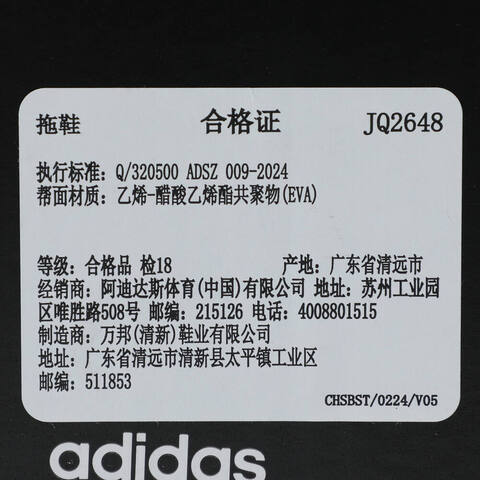 拖鞋 合格证 JQ2648
执行标准: Q/320500 ADSZ 009-2024
帮面材质: 乙烯-醋酸乙烯酯共聚物(EVA)
等级: 合格品 检18 产地: 广东省清远市
经销商: 阿迪达斯体育(中国)有限公司 地址: 苏州工业园
区唯胜路508号 邮编: 215126 电话: 4008801515
制造商: 万邦(清新)鞋业有限公司
地址: 广东省清远市清新县太平镇工业区
邮编: 511853
CHSBST/0224/V05
adidas